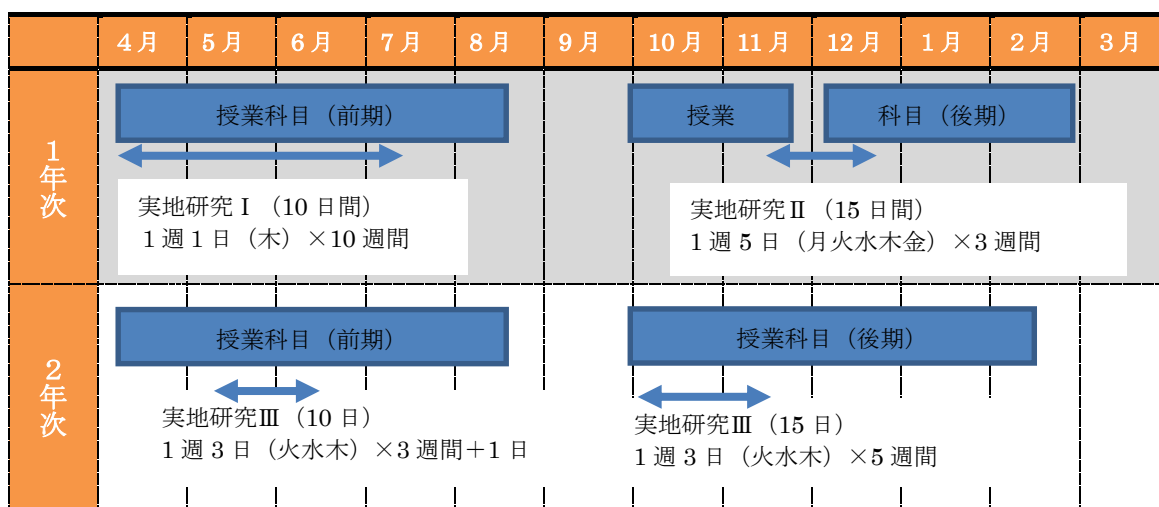 4月 5月 6月 7月 8月 9月 10月 11月 12月 1月 2月 3月
1年次
授業科目（前期）
授業
科目（後期）
実地研究Ⅰ（10日間）
1週1日（木）×10週間
実地研究Ⅱ（15日間）
1週5日（月火水木金）×3週間
2年次
授業科目（前期）
授業科目（後期）
実地研究Ⅲ（10日）
1週3日（火水木）×3週間＋1日
実地研究Ⅲ（15日）
1週3日（火水木）×5週間